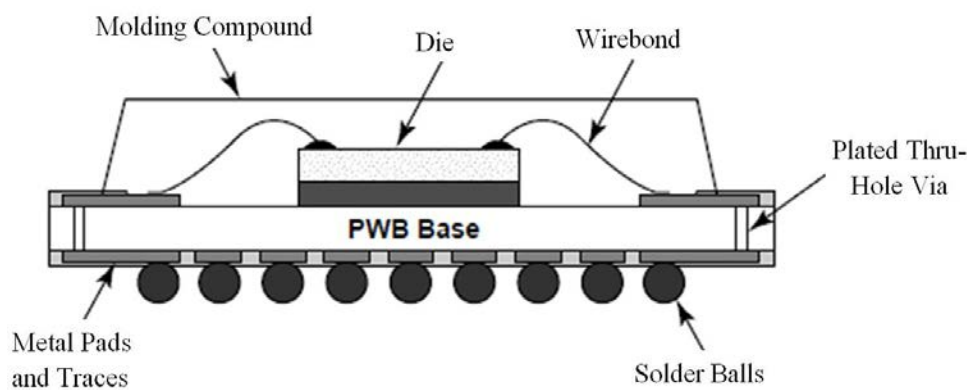 Molding Compound
Die
Wirebond
Plated Thru-
Hole Via
PWB Base
Metal Pads
and Traces
Solder Balls